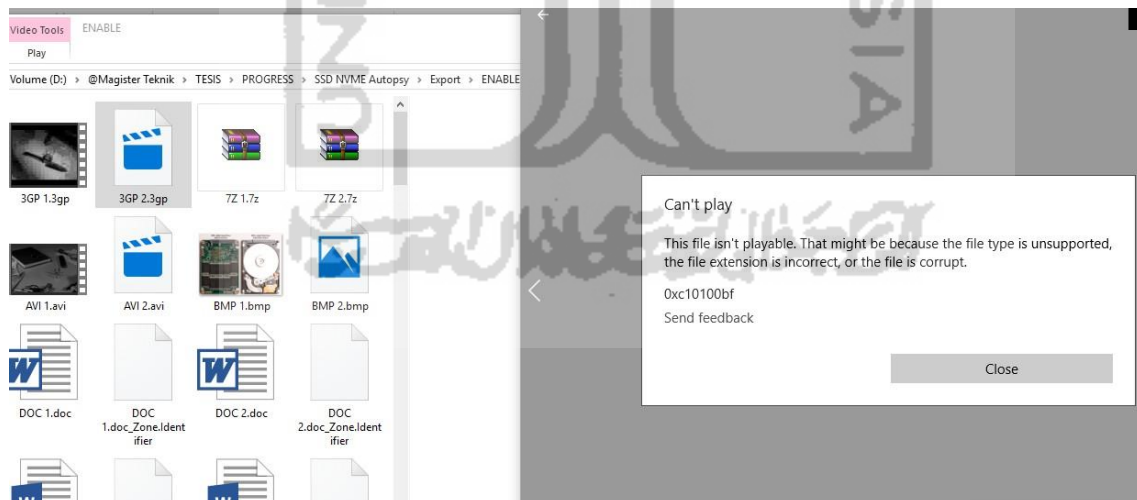 Video Tools ENABLE
Play
Volume (D:) > @Magister Teknik > TESIS > PROGRESS > SSD NVME Autopsy > Export > ENABLE
3GP 1.3gp
3GP 2.3gp
7Z 1.7z
7Z 2.7z
AVI 1.avi
AVI 2.avi
BMP 1.bmp
BMP 2.bmp
DOC 1.doc
DOC
1.doc_Zone.Ident
ifier
DOC 2.doc
DOC
2.doc_Zone.Ident
ifier
Can't play
This file isn't playable. That might be because the file type is unsupported,
the file extension is incorrect, or the file is corrupt.
0xc10100bf
Send feedback
Close
SIA